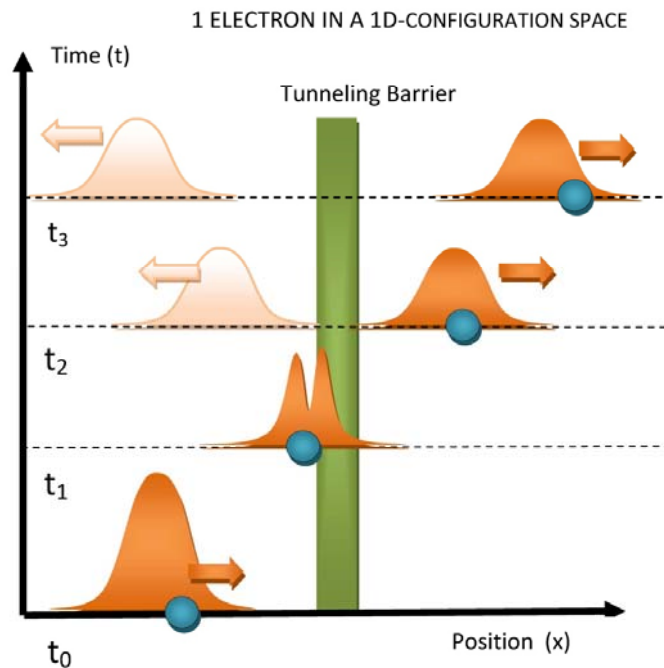 1 ELECTRON IN A 1D-CONFIGURATION SPACE
Time (t)
Tunneling Barrier
t₃
t₂
t₁
t₀
Position (x)